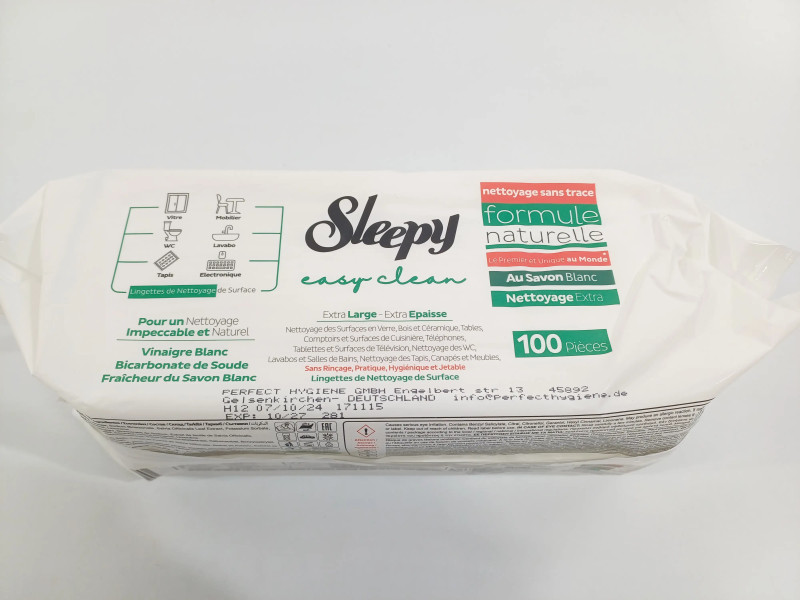 Vitre
Mobilier
WC
Lavabo
Tapis
Electronique
Lingettes de Nettoyage de Surface
Pour un Nettoyage
Impeccable et Naturel
Vinaigre Blanc
Bicarbonate de Soude
Fraîcheur du Savon Blanc
Sleepy
easy clean
Extra Large - Extra Epaisse
Nettoyage des Surfaces en Verre, Bois et Céramique, Tables,
Comptoirs et Surfaces de Cuisinière, Téléphones,
Tablettes et Surfaces de Télévision, Nettoyage des WC,
Lavabos et Salles de Bains, Nettoyage des Tapis, Canapés et Meubles,
Sans Rinçage, Pratique, Hygiénique et Jetable
Lingettes de Nettoyage de Surface
nettoyage sans trace
formule
naturelle
Le Premier et Unique au Monde
Au Savon Blanc
Nettoyage Extra
100 Pièces
PERFECT HYGIENE GMBH Engelbert str 13 45892
Gelsenkirchen- DEUTSCHLAND info@perfecthygiene.de
H12 07/10/24 171115
EXP: 10/27 281
Causes serious eye irritation.